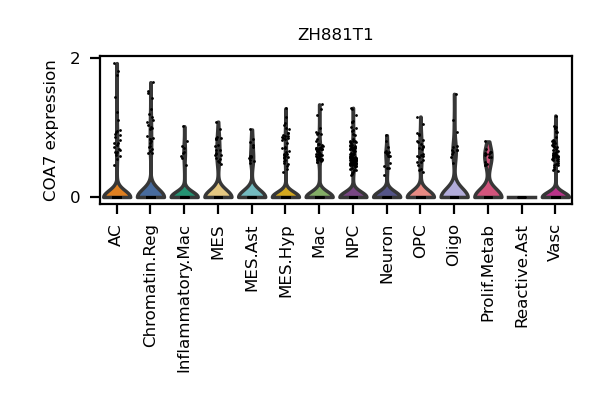 ZH881T1
COA7 expression
2
0
AC
Chromatin.Reg
Inflammatory.Mac
MES
MES.Ast
MES.Hyp
Mac
NPC
Neuron
OPC
Oligo
Prolif.Metab
Reactive.Ast
Vasc